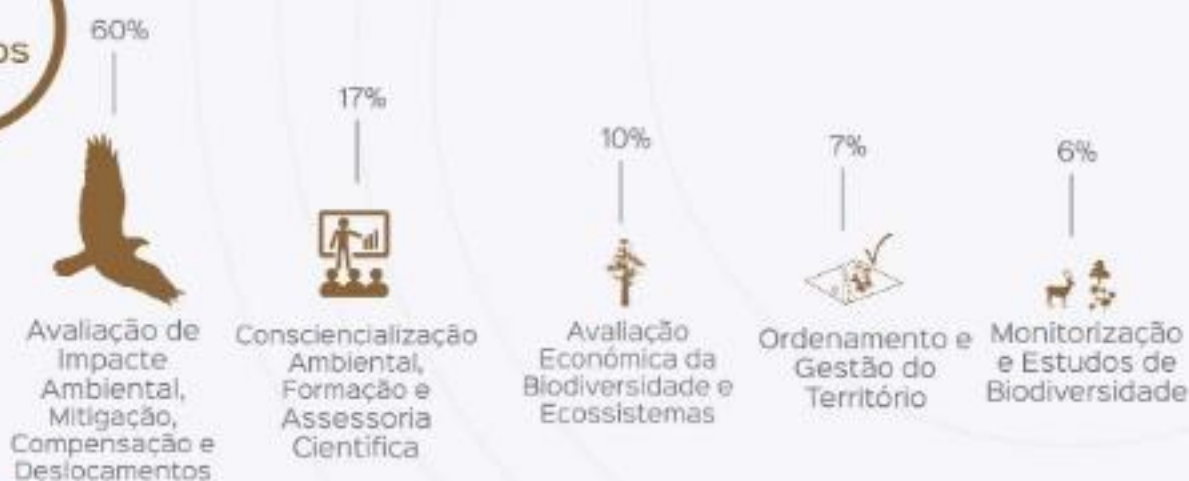 60%
Avaliação de
Impacte
Ambiental,
Mitigação,
Compensação e
Deslocamentos
17%
Consciencialização
Ambiental,
Formação e
Assessoria
Cientifica
10%
Avaliação
Económica da
Biodiversidade e
Ecossistemas
7%
Ordenamento e
Gestão do
Território
6%
Monitorização
e Estudos de
Biodiversidade